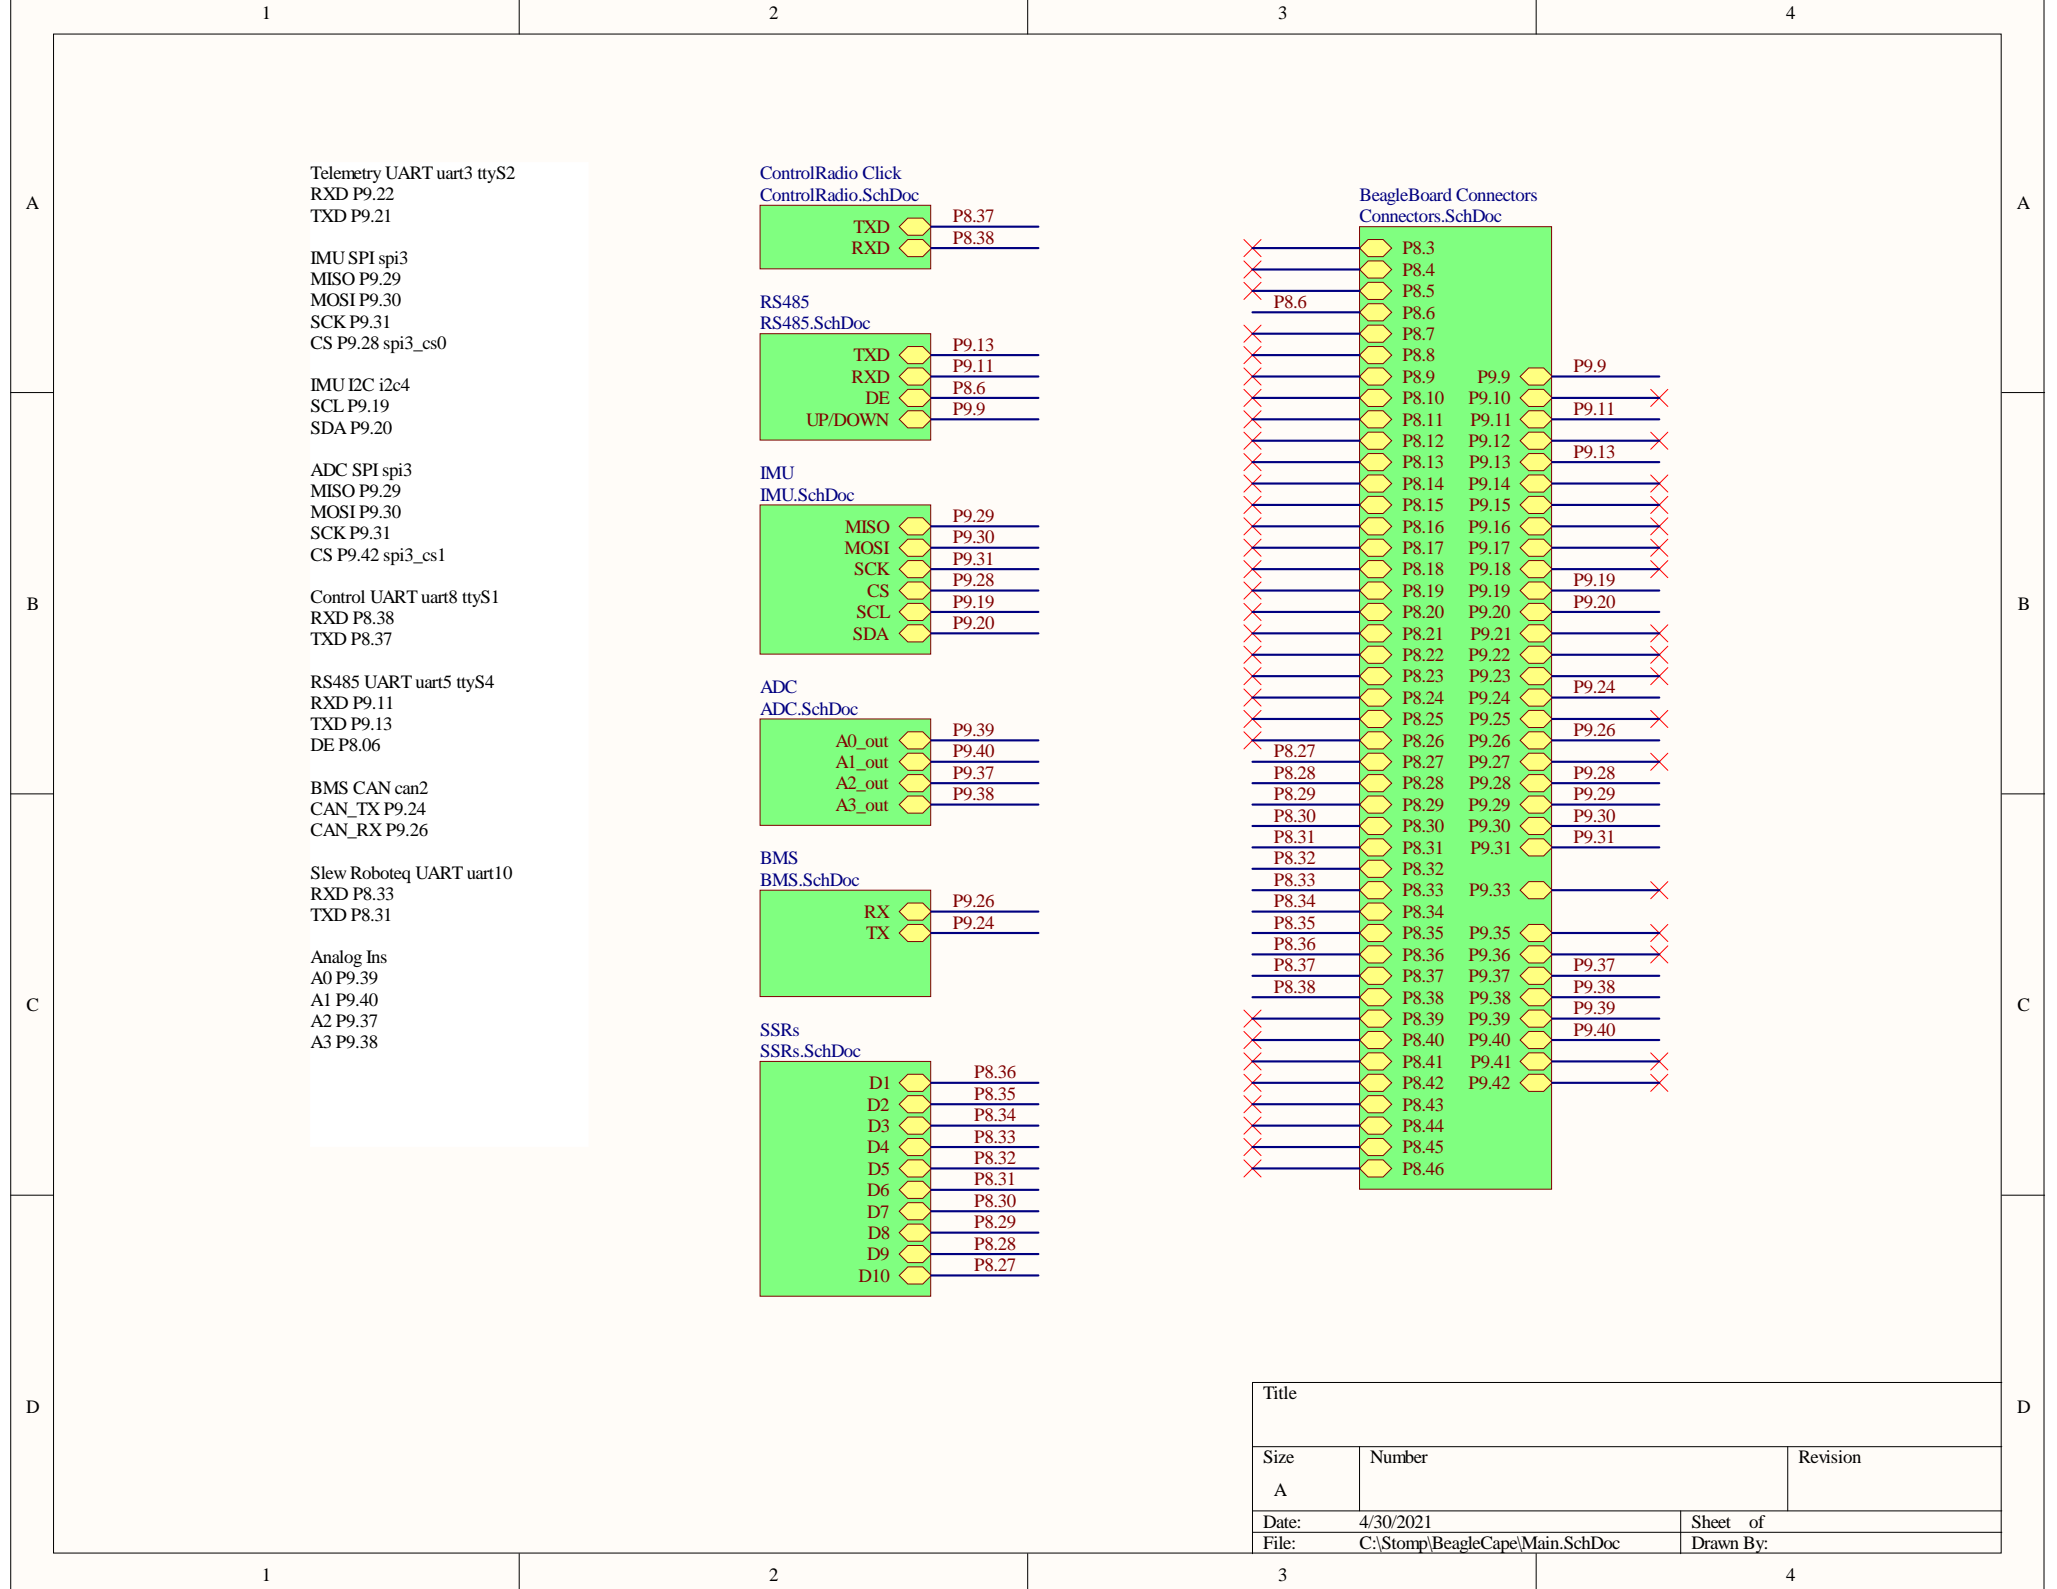 1 2 3 4
A
B
C
D
Telemetry UART uart3 ttyS2
RXD P9.22
TXD P9.21
IMU SPI spi3
MISO P9.29
MOSI P9.30
SCK P9.31
CS P9.28 spi3_cs0
IMU I2C i2c4
SCL P9.19
SDA P9.20
ADC SPI spi3
MISO P9.29
MOSI P9.30
SCK P9.31
CS P9.42 spi3_cs1
Control UART uart8 ttyS1
RXD P8.38
TXD P8.37
RS485 UART uart5 ttyS4
RXD P9.11
TXD P9.13
DE P8.06
BMS CAN can2
CAN_TX P9.24
CAN_RX P9.26
Slew Roboteq UART uart10
RXD P8.33
TXD P8.31
Analog Ins
A0 P9.39
A1 P9.40
A2 P9.37
A3 P9.38
ControlRadio Click
ControlRadio.SchDoc
TXD P8.37
RXD P8.38
RS485
RS485.SchDoc
TXD P9.13
RXD P9.11
DE P8.6
UP/DOWN P9.9
IMU
IMU.SchDoc
MISO P9.29
MOSI P9.30
SCK P9.31
CS P9.28
SCL P9.19
SDA P9.20
ADC
ADC.SchDoc
A0_out P9.39
A1_out P9.40
A2_out P9.37
A3_out P9.38
BMS
BMS.SchDoc
RX P9.26
TX P9.24
SSRs
SSRs.SchDoc
D1 P8.36
D2 P8.35
D3 P8.34
D4 P8.33
D5 P8.32
D6 P8.31
D7 P8.30
D8 P8.29
D9 P8.28
D10 P8.27
BeagleBoard Connectors
Connectors.SchDoc
P8.3
P8.4
P8.5
P8.6 P8.6
P8.7
P8.8
P8.9 P9.9 P9.9
P8.10 P9.10
P8.11 P9.11 P9.11
P8.12 P9.12
P8.13 P9.13 P9.13
P8.14 P9.14
P8.15 P9.15
P8.16 P9.16
P8.17 P9.17
P8.18 P9.18
P8.19 P9.19 P9.19
P8.20 P9.20 P9.20
P8.21 P9.21
P8.22 P9.22
P8.23 P9.23
P8.24 P9.24 P9.24
P8.25 P9.25
P8.26 P9.26 P9.26
P8.27 P8.27 P9.27
P8.28 P8.28 P9.28 P9.28
P8.29 P8.29 P9.29 P9.29
P8.30 P8.30 P9.30 P9.30
P8.31 P8.31 P9.31 P9.31
P8.32 P8.32
P8.33 P8.33 P9.33
P8.34 P8.34
P8.35 P8.35 P9.35
P8.36 P8.36 P9.36
P8.37 P8.37 P9.37 P9.37
P8.38 P8.38 P9.38 P9.38
P8.39 P9.39 P9.39
P8.40 P9.40 P9.40
P8.41 P9.41
P8.42 P9.42
P8.43
P8.44
P8.45
P8.46
A
B
C
D
Title
Size Number Revision
A
Date: 4/30/2021 Sheet of
File: C:\Stomp\BeagleCape\Main.SchDoc Drawn By:
1 2 3 4